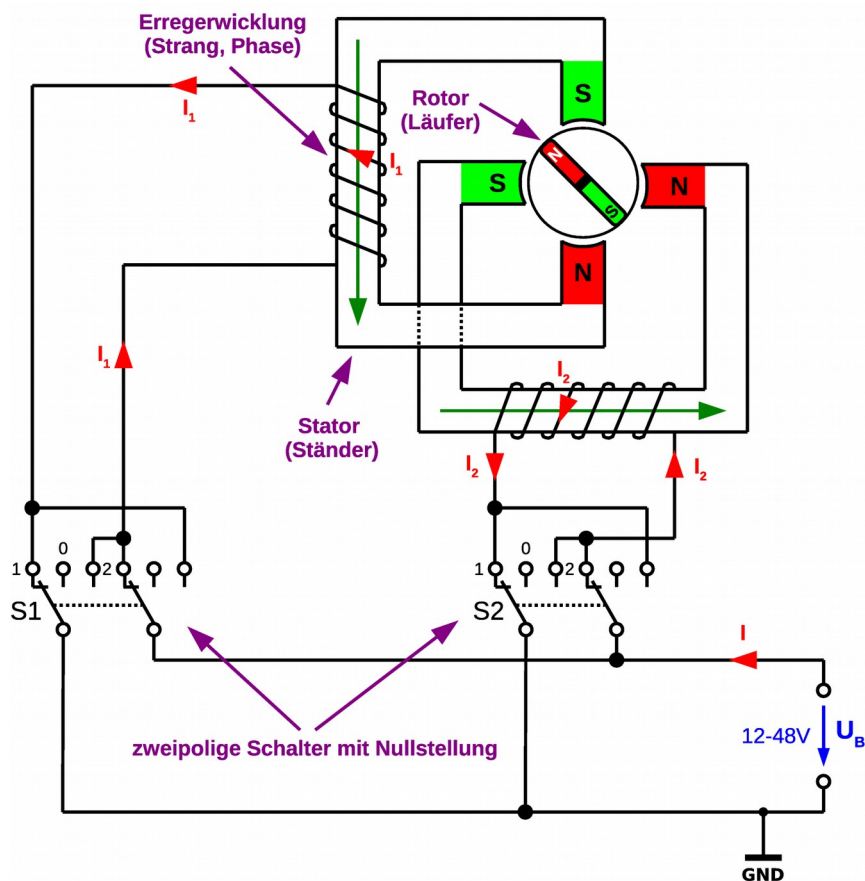 Erregerwicklung
(Strang, Phase)
I1
S
Rotor
(Läufer)
I1
N
S
S
N
N
I1
I2
Stator
(Ständer)
I2
I2
0
0
1
2
1
2
S1
S2
I
zweipolige Schalter mit Nullstellung
12-48V
UB
GND